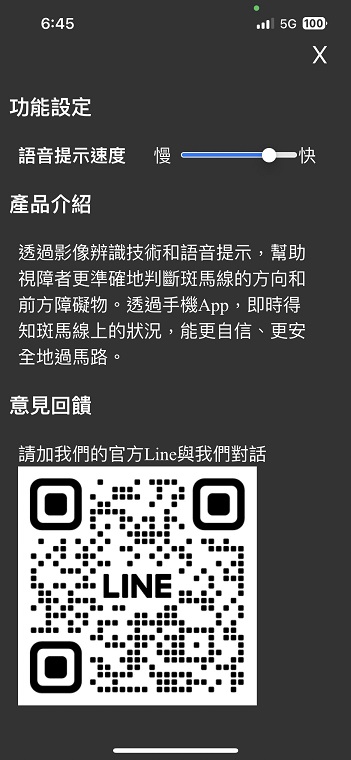 6:45
5G
100
X
功能設定
語音提示速度 慢 快
產品介紹
透過影像辨識技術和語音提示，幫助
視障者更準確地判斷斑馬線的方向和
前方障礙物。透過手機App，即時得
知斑馬線上的狀況，能更自信、更安
全地過馬路。
意見回饋
請加我們的官方Line與我們對話
LINE